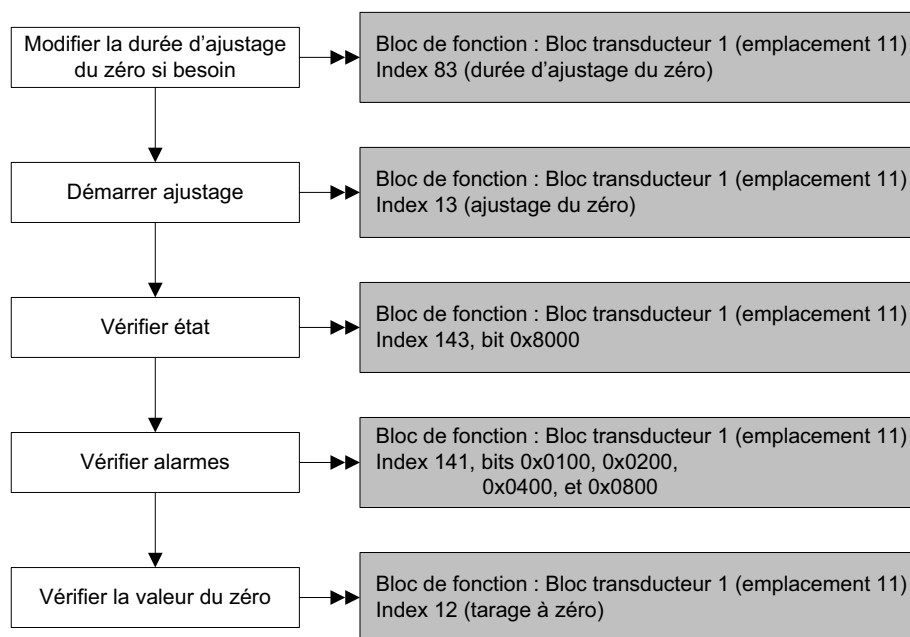 Modifier la durée d’ajustage
du zéro si besoin
Bloc de fonction : Bloc transducteur 1 (emplacement 11)
Index 83 (durée d’ajustage du zéro)
Démarrer ajustage
Bloc de fonction : Bloc transducteur 1 (emplacement 11)
Index 13 (ajustage du zéro)
Vérifier état
Bloc de fonction : Bloc transducteur 1 (emplacement 11)
Index 143, bit 0x8000
Vérifier alarmes
Bloc de fonction : Bloc transducteur 1 (emplacement 11)
Index 141, bits 0x0100, 0x0200,
0x0400, et 0x0800
Vérifier la valeur du zéro
Bloc de fonction : Bloc transducteur 1 (emplacement 11)
Index 12 (tarage à zéro)